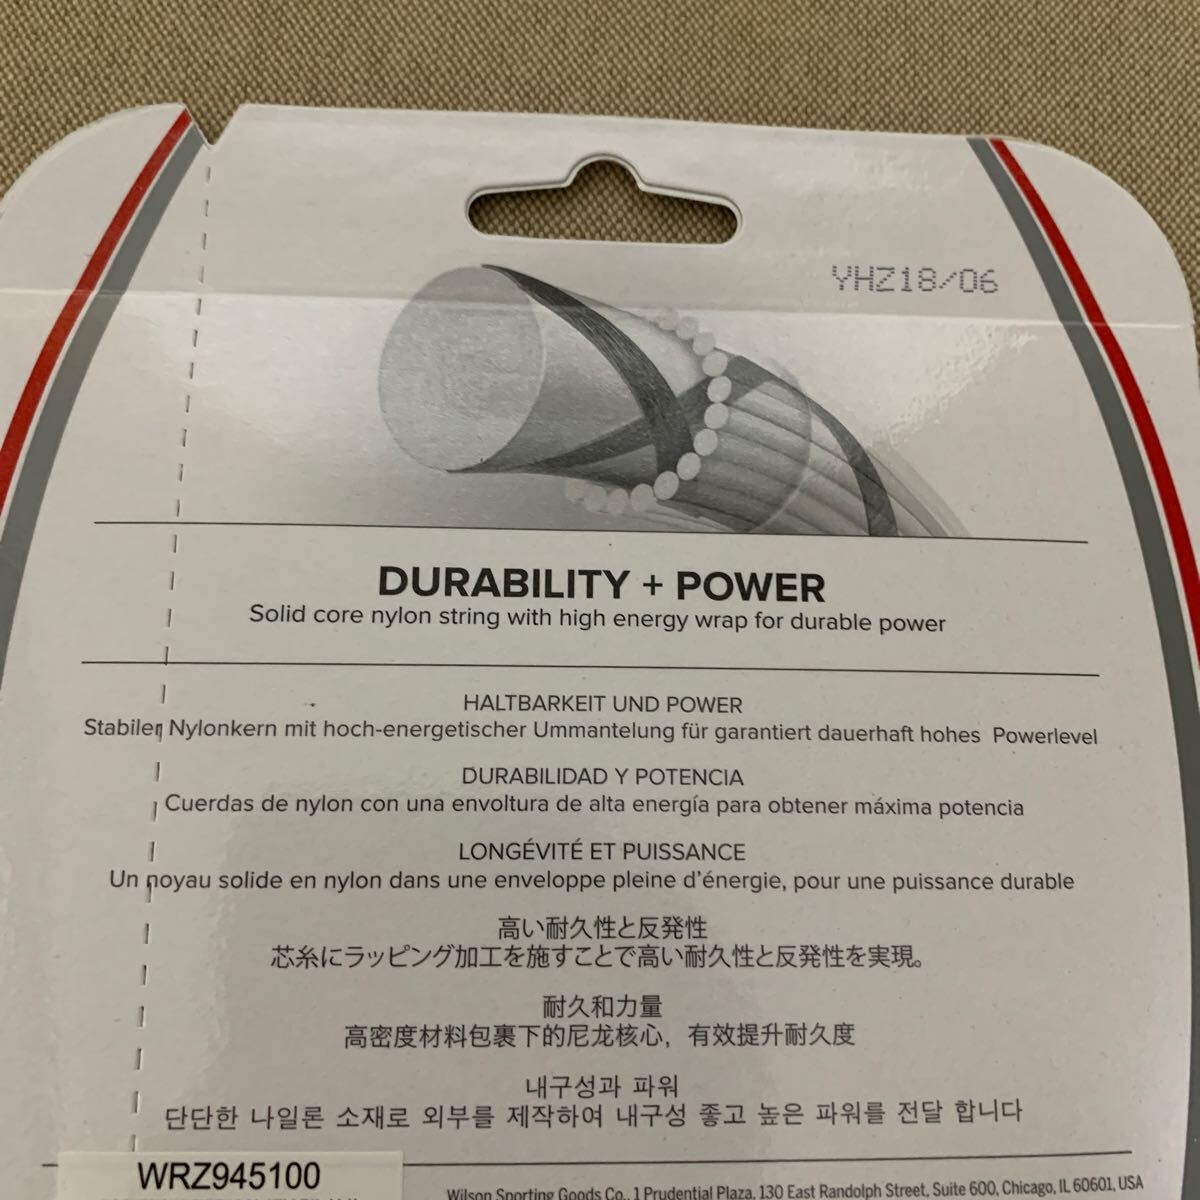 YHZ18/06
DURABILITY + POWER
Solid core nylon string with high energy wrap for durable power
HALTBARKEIT UND POWER
Stabiler Nylonkern mit hoch-energetischer Ummantelung für garantiert dauerhaft hohes Powerlevel
DURABILIDAD Y POTENCIA
Cuerdas de nylon con una envoltura de alta energía para obtener máxima potencia
LONGÉVITÉ ET PUISSANCE
Un noyau solide en nylon dans une enveloppe pleine d'énergie, pour une puissance durable
高い耐久性と反発性
芯糸にラッピング加工を施すことで高い耐久性と反発性を実現。
耐久和力量
高密度材料包裹下的尼龙核心，有效提升耐久度
내구성과 파워
단단한 나일론 소재로 외부를 제작하여 내구성 좋고 높은 파워를 전달 합니다
WRZ945100
Wilson Sporting Goods Co., 1 Prudential Plaza, 130 East Randolph Street, Suite 600, Chicago, IL 60601, USA